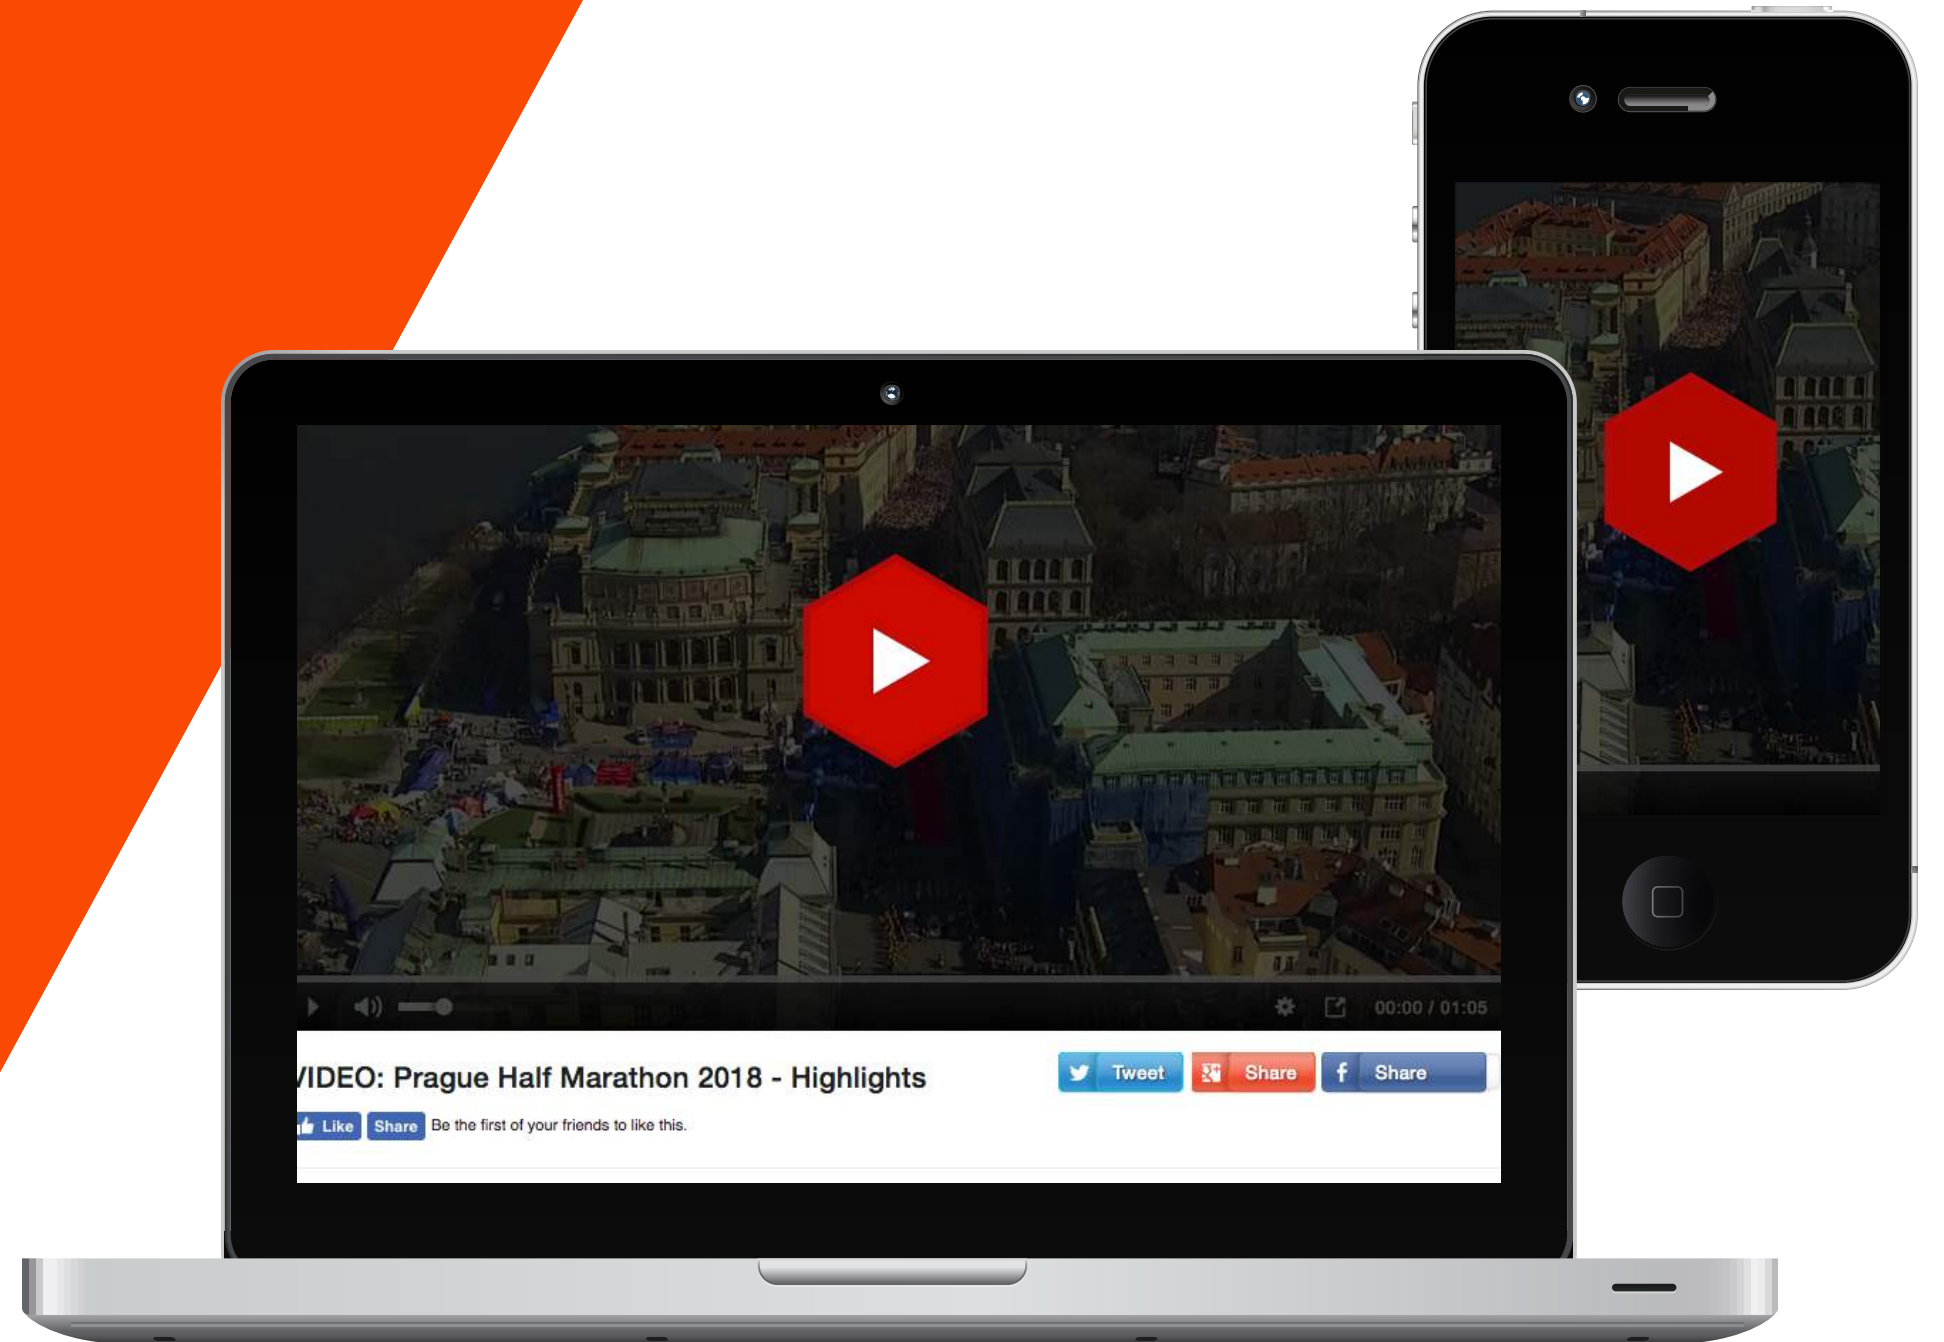 00:00 / 01:05
VIDEO: Prague Half Marathon 2018 - Highlights
Tweet
g+ Share
f Share
Like
Share
Be the first of your friends to like this.